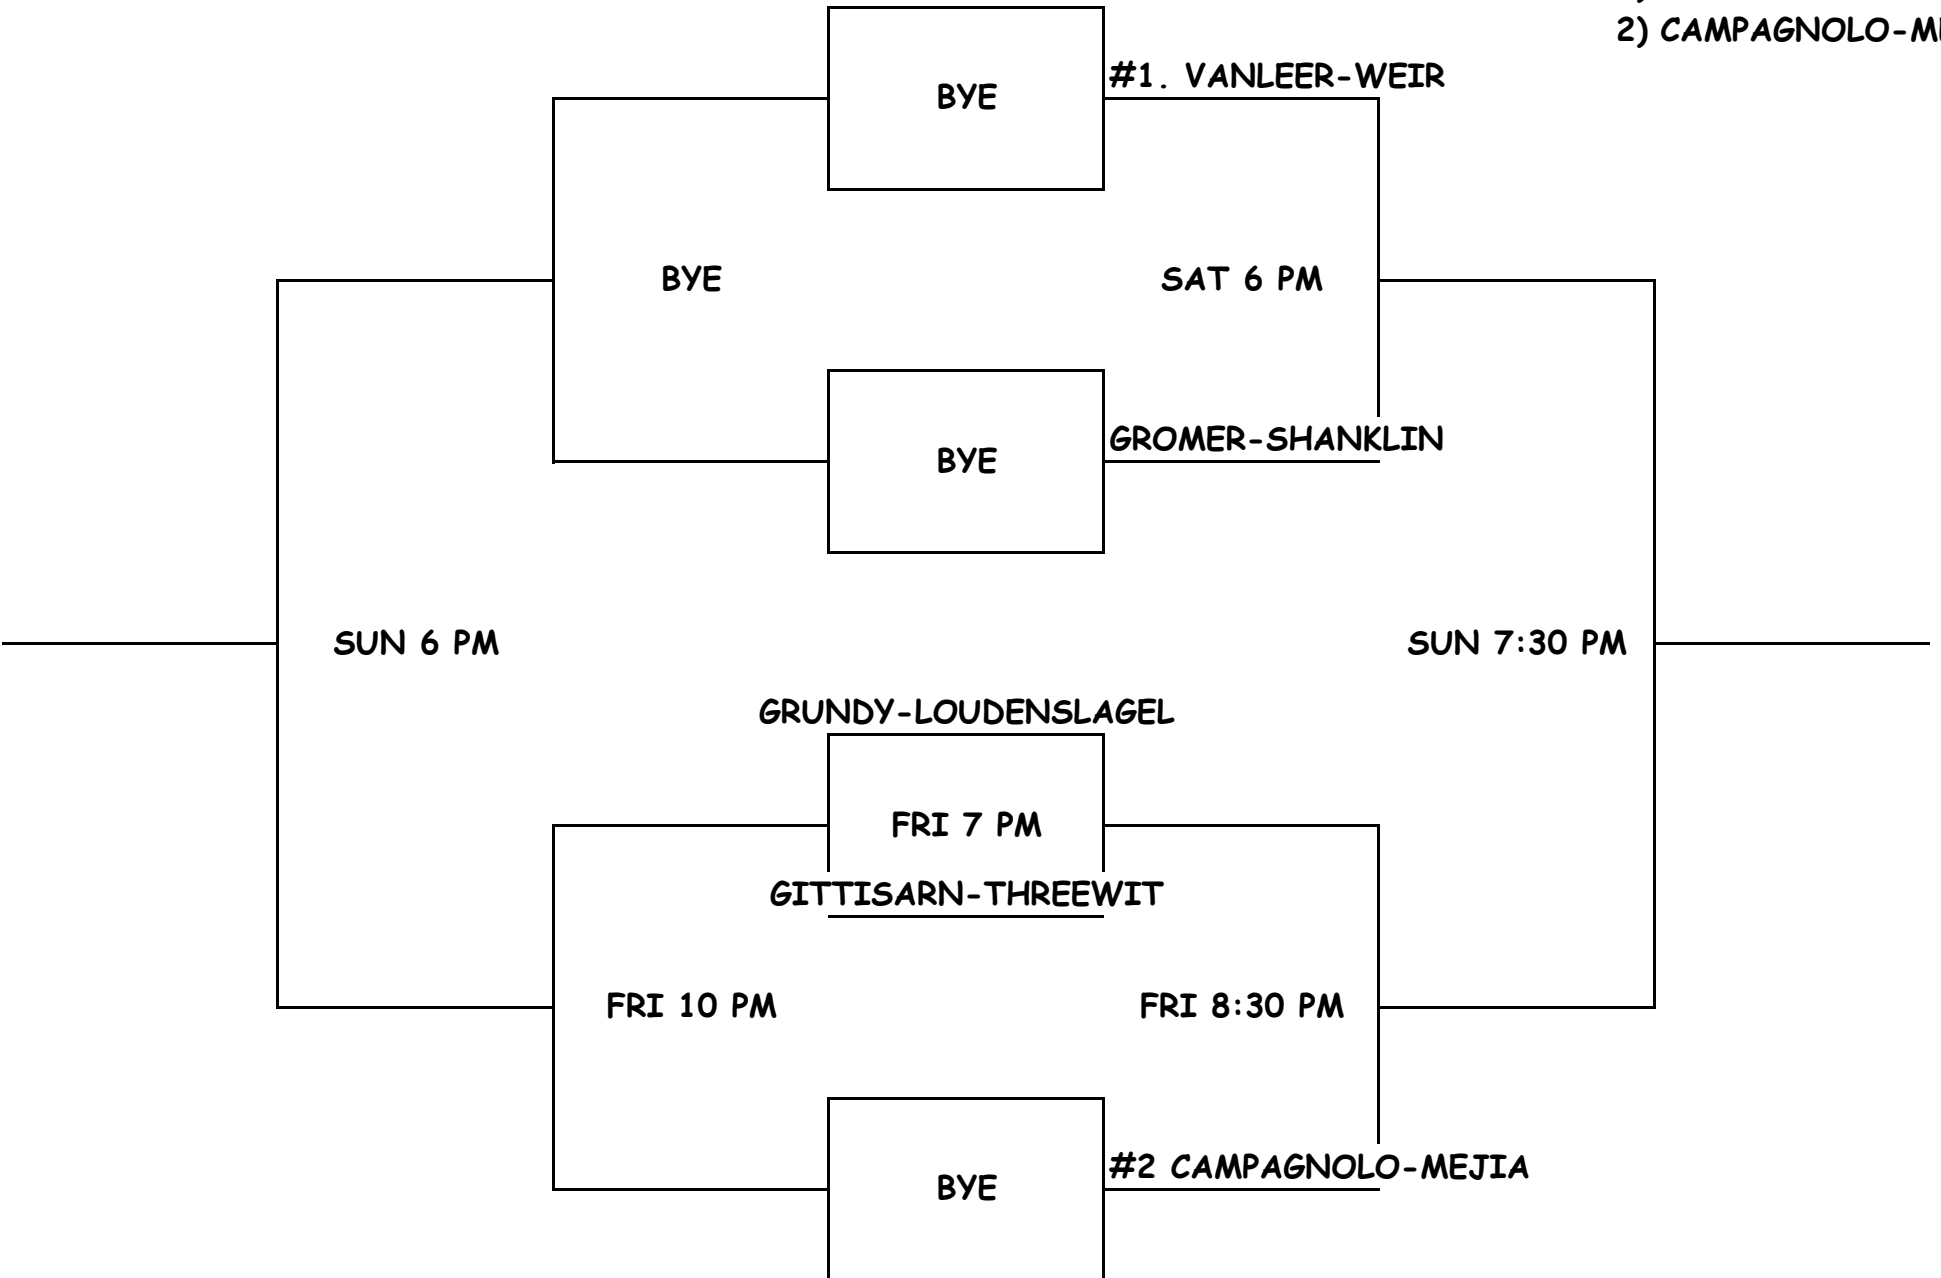 2) CAMPAGNOLO-
#1. VANLEER-WEIR
BYE
BYE
SAT 6 PM
GROMER-SHANKLIN
BYE
SUN 6 PM
SUN 7:30 PM
GRUNDY-LOUDENSLAGEL
FRI 7 PM
GITTISARN-THREEWIT
FRI 10 PM
FRI 8:30 PM
#2 CAMPAGNOLO-MEJIA
BYE